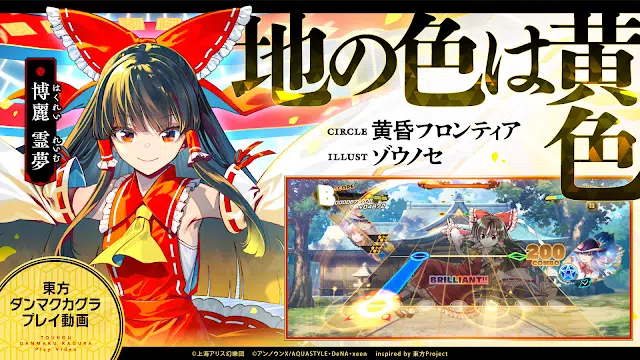 地の色は黄色
CIRCLE 黄昏フロンティア
ILLUST ゾウノセ
博麗 霊夢
はくれい れいむ
B
SCORE
200
COMBO
BRILLIANT!!
東方
ダンマクカグラ
プレイ動画
TOUHOU
DANMAKU KAGURA
Play Video
©上海アリス幻樂団 ©アンノウンX/AQUASTYLE・DeNA・xeen inspired by 東方Project